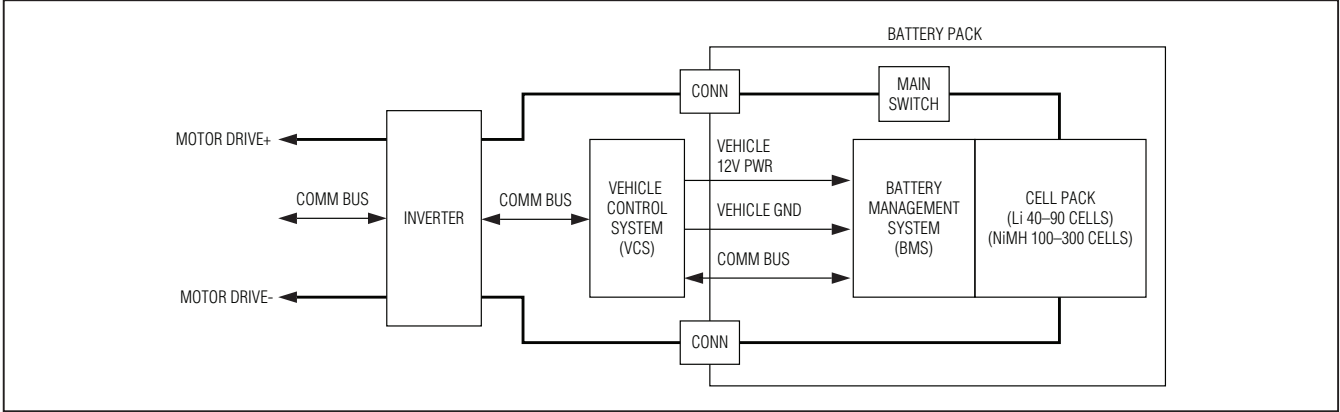 BATTERY PACK
CONN
MAIN
SWITCH
MOTOR DRIVE+
COMM BUS
INVERTER
COMM BUS
VEHICLE
CONTROL
SYSTEM
(VCS)
VEHICLE
12V PWR
VEHICLE GND
COMM BUS
BATTERY
MANAGEMENT
SYSTEM
(BMS)
CELL PACK
(Li 40–90 CELLS)
(NiMH 100–300 CELLS)
MOTOR DRIVE-
CONN